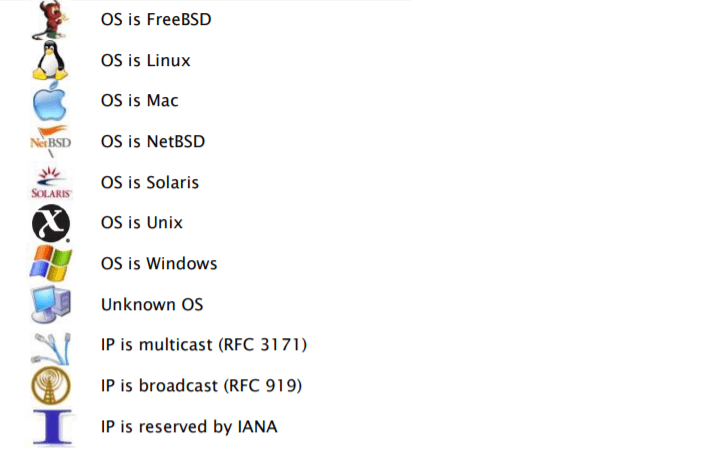 OS is FreeBSD
OS is Linux
OS is Mac
NetBSD OS is NetBSD
SOLARIS OS is Solaris
X OS is Unix
OS is Windows
Unknown OS
IP is multicast (RFC 3171)
IP is broadcast (RFC 919)
I IP is reserved by IANA